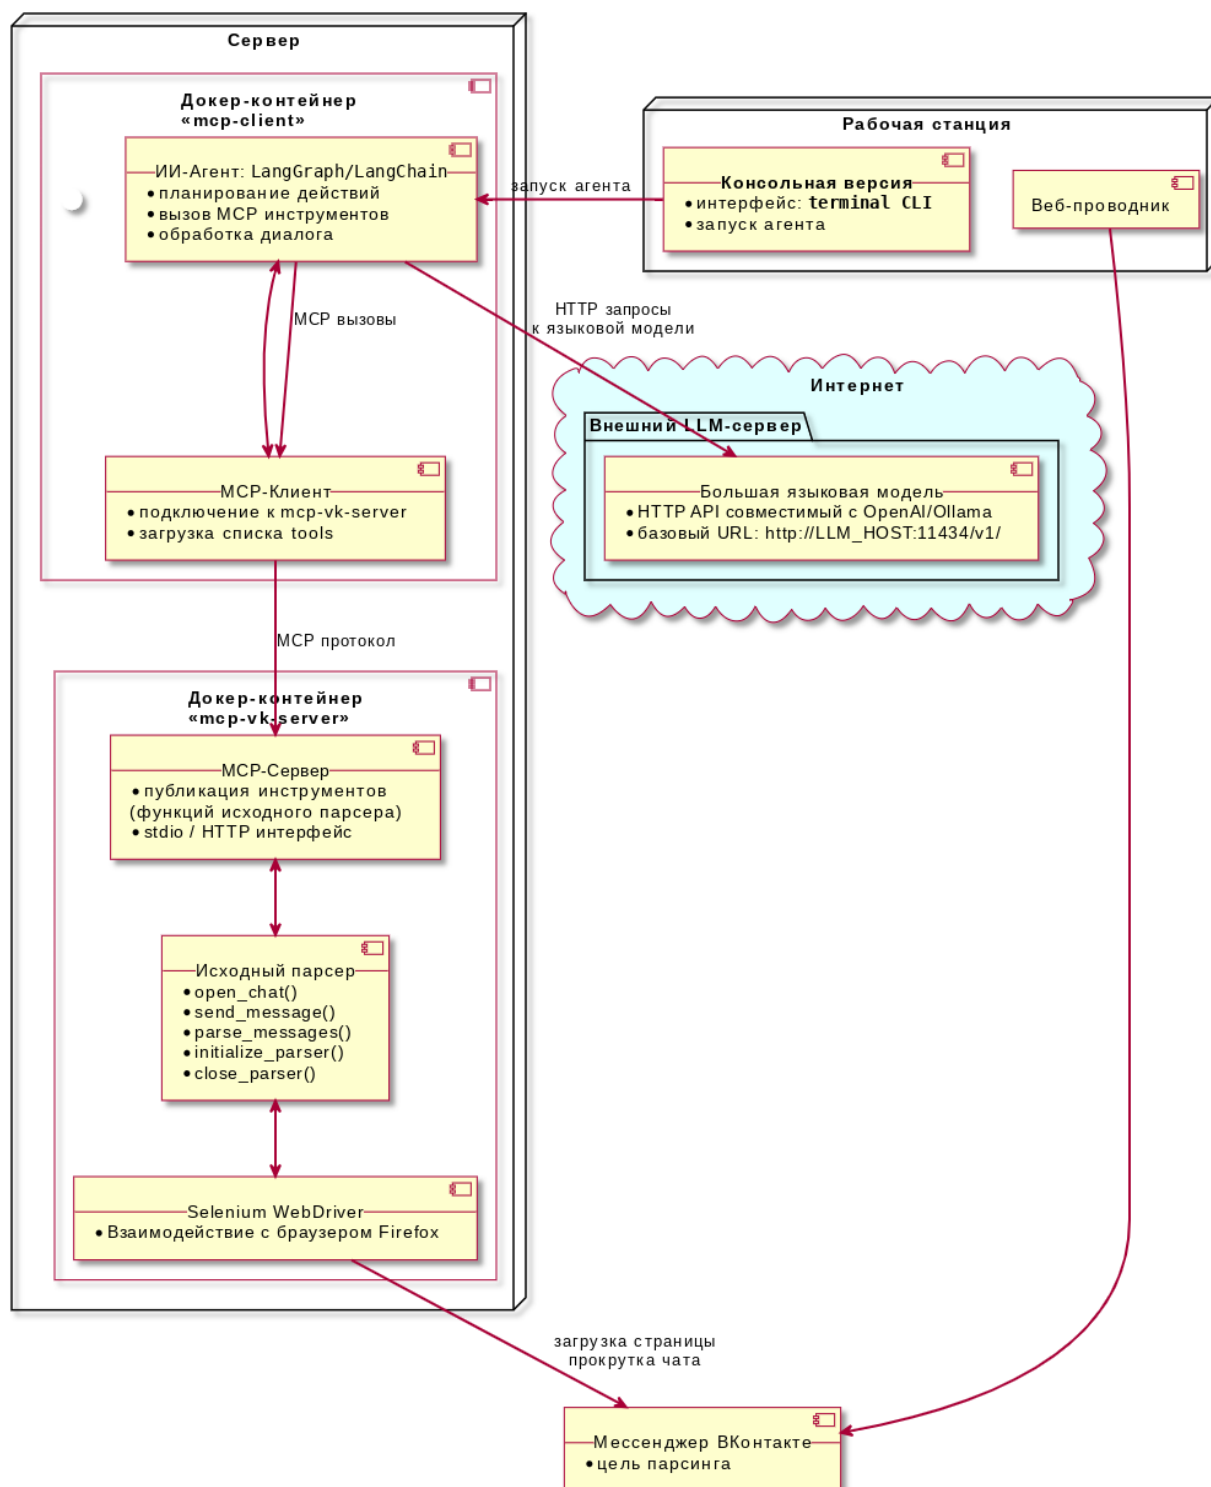 Сервер
Докер-контейнер
«mcp-client»
ИИ-Агент: LangGraph/LangChain
• планирование действий
• вызов MCP инструментов
• обработка диалога
запуск агента
Рабочая станция
Консольная версия
• интерфейс: terminal CLI
• запуск агента
Веб-проводник
MCP вызовы
HTTP запросы
к языковой модели
Интернет
Внешний LLM-сервер
Большая языковая модель
• HTTP API совместимый с OpenAI/Ollama
• базовый URL: http://LLM_HOST:11434/v1/
MCP-Клиент
• подключение к mcp-vk-server
• загрузка списка tools
MCP протокол
Докер-контейнер
«mcp-vk-server»
MCP-Сервер
• публикация инструментов
(функций исходного парсера)
• stdio / HTTP интерфейс
Исходный парсер
• open_chat()
• send_message()
• parse_messages()
• initialize_parser()
• close_parser()
Selenium WebDriver
• Взаимодействие с браузером Firefox
загрузка страницы
прокрутка чата
Мессенджер ВКонтакте
• цель парсинга